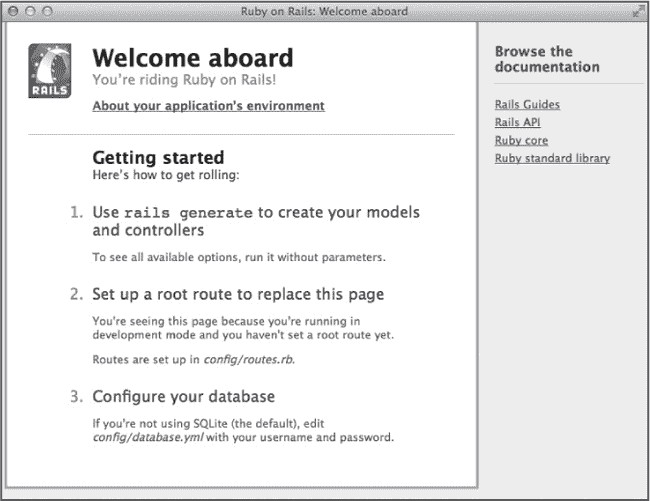 Ruby on Rails: Welcome aboard
RAILS
Welcome aboard
You're riding Ruby on Rails!
About your application's environment
Getting started
Here's how to get rolling:
1. Use rails generate to create your models
and controllers
To see all available options, run it without parameters.
2. Set up a root route to replace this page
You're seeing this page because you're running in
development mode and you haven't set a root route yet.
Routes are set up in config/routes.rb.
3. Configure your database
If you're not using SQLite (the default), edit
config/database.yml with your username and password.
Browse the
documentation
Rails Guides
Rails API
Ruby core
Ruby standard library